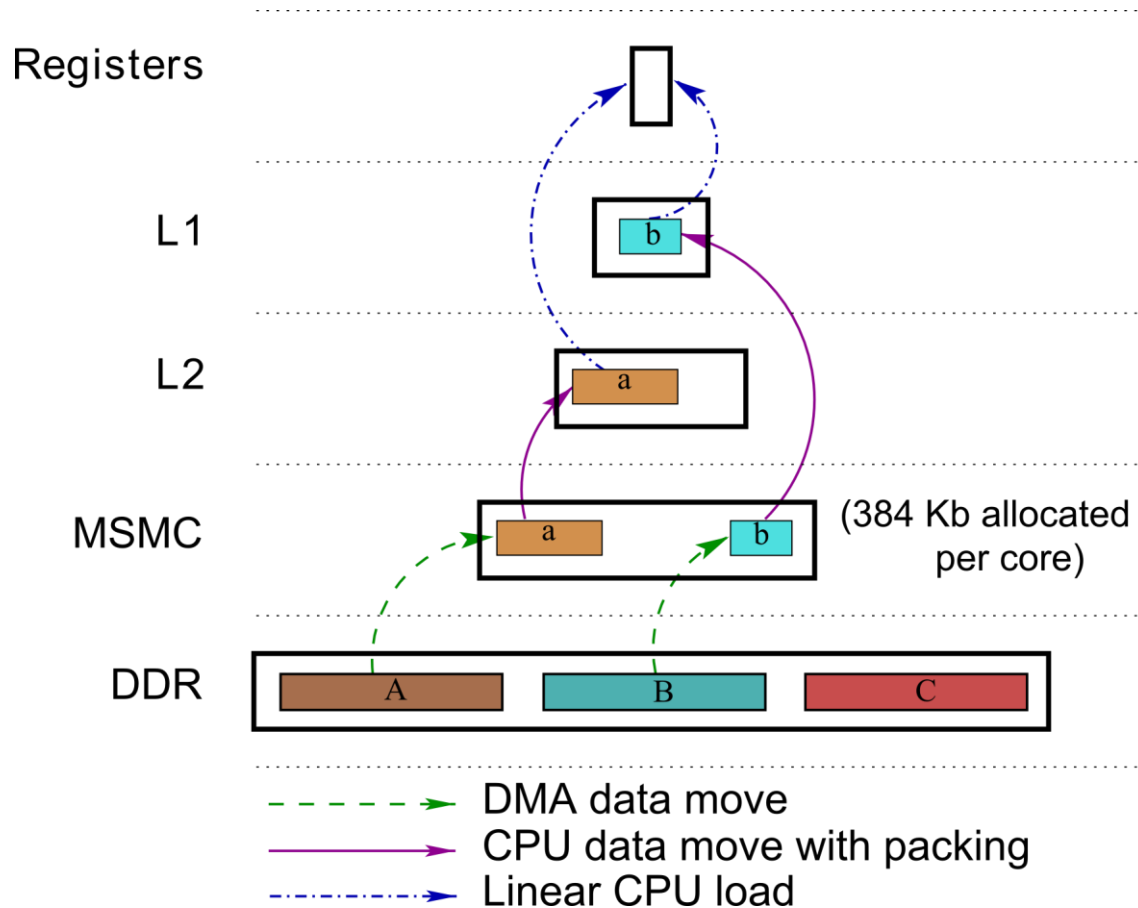 Registers
L1
b
L2
a
MSMC
a
b
(384 Kb allocated
per core)
DDR
A
B
C
DMA data move
CPU data move with packing
Linear CPU load